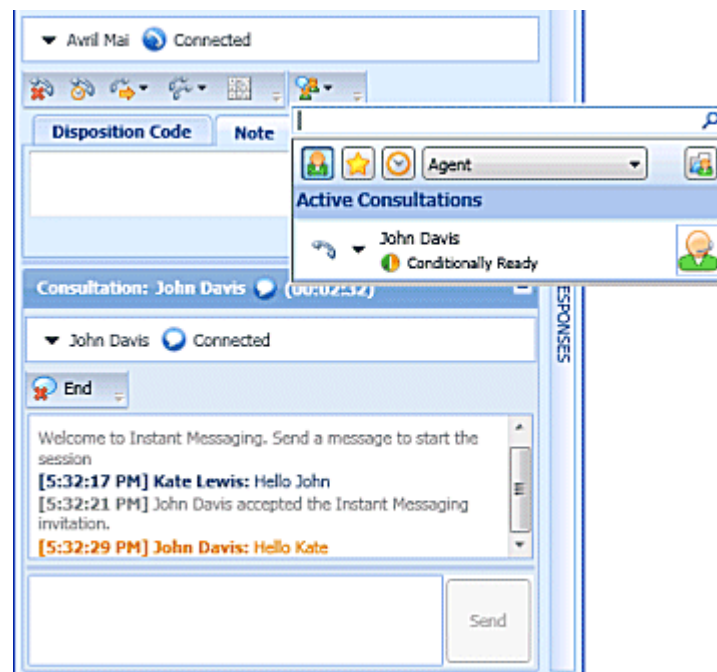 Avril Mai Connected
Disposition Code Note
Agent
Active Consultations
John Davis
Conditionally Ready
Consultation: John Davis (00:02:32)
John Davis Connected
End
Welcome to Instant Messaging. Send a message to start the
session
[5:32:17 PM] Kate Lewis: Hello John
[5:32:21 PM] John Davis accepted the Instant Messaging
invitation.
[5:32:29 PM] John Davis: Hello Kate
Send